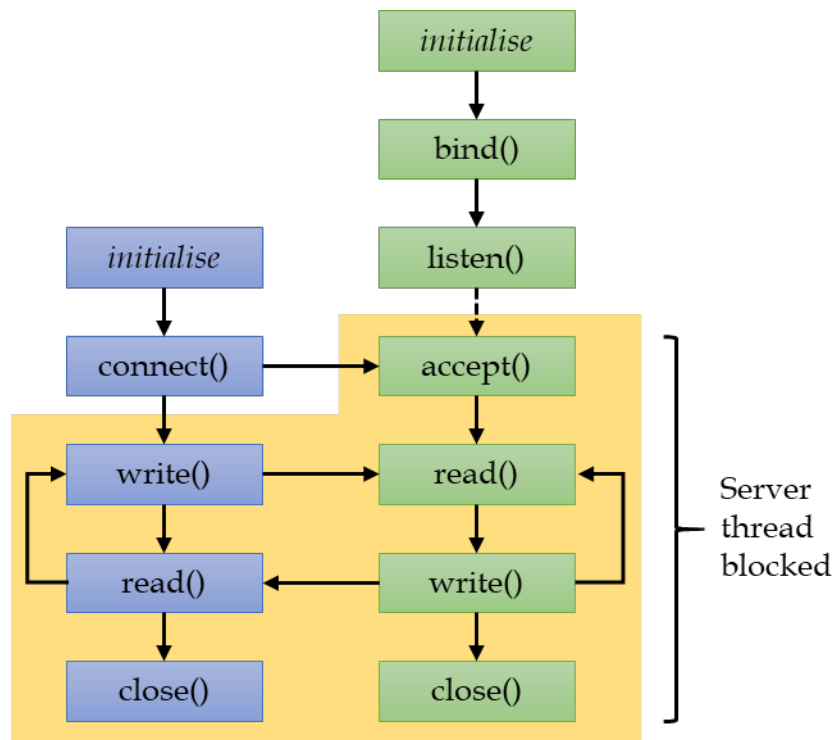 initialise
bind()
initialise
listen()
connect()
accept()
write()
read()
Server
thread
blocked
read()
write()
close()
close()